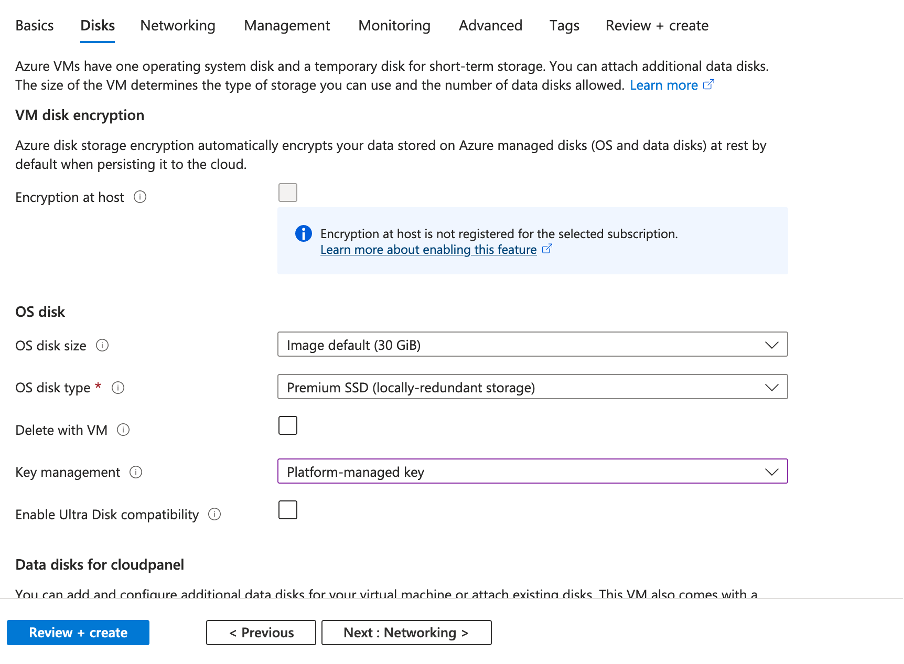 Basics Disks Networking Management Monitoring Advanced Tags Review + create
Azure VMs have one operating system disk and a temporary disk for short-term storage. You can attach additional data disks.
The size of the VM determines the type of storage you can use and the number of data disks allowed. Learn more
VM disk encryption
Azure disk storage encryption automatically encrypts your data stored on Azure managed disks (OS and data disks) at rest by
default when persisting it to the cloud.
Encryption at host
Encryption at host is not registered for the selected subscription.
Learn more about enabling this feature
OS disk
OS disk size Image default (30 GiB)
OS disk type * Premium SSD (locally-redundant storage)
Delete with VM
Key management Platform-managed key
Enable Ultra Disk compatibility
Data disks for cloudpanel
You can add and configure additional data disks for your virtual machine or attach existing disks. This VM also comes with a
Review + create < Previous Next : Networking >